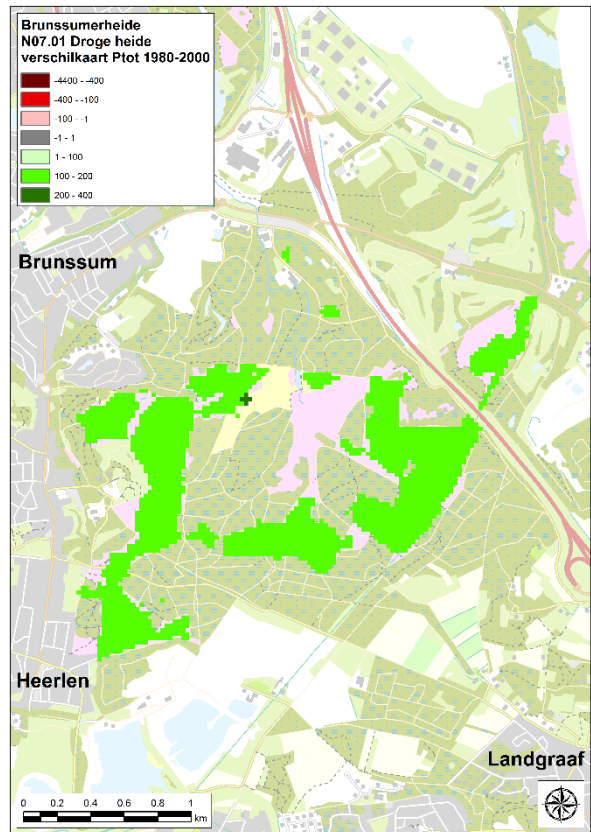 Brunssumerheide
N07.01 Droge heide
verschilkaart Ptot 1980-2000
-4400 - -400
-400 - -100
-100 - -1
-1 - 1
1 - 100
100 - 200
200 - 400
Brunssum
Heerlen
Landgraaf
0 0.2 0.4 0.6 0.8 1
km